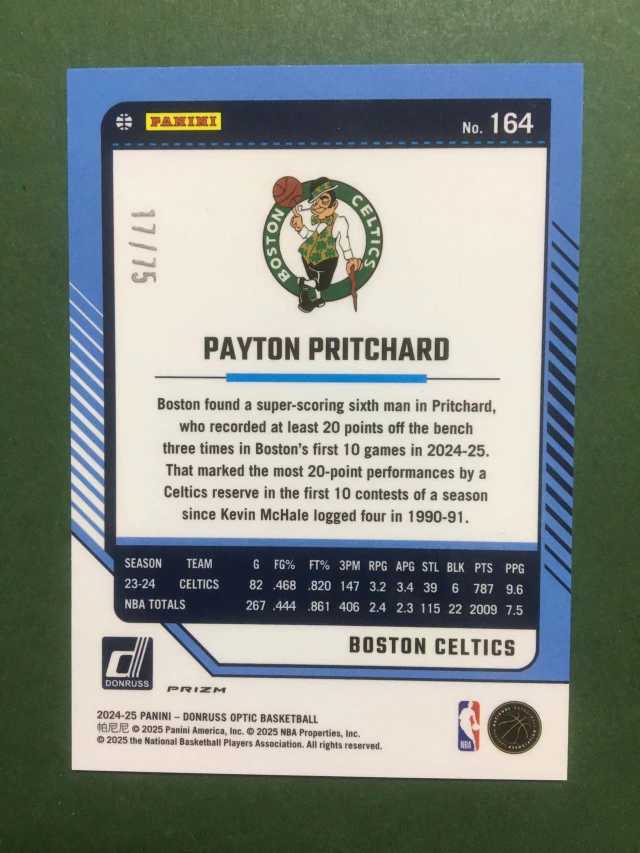 PANINI
No. 164
17/75
BOSTON CELTICS
PAYTON PRITCHARD
Boston found a super-scoring sixth man in Pritchard,
who recorded at least 20 points off the bench
three times in Boston's first 10 games in 2024-25.
That marked the most 20-point performances by a
Celtics reserve in the first 10 contests of a season
since Kevin McHale logged four in 1990-91.
SEASON TEAM G FG% FT% 3PM RPG APG STL BLK PTS PPG
23-24 CELTICS 82 .468 .820 147 3.2 3.4 39 6 787 9.6
NBA TOTALS 267 .444 .861 406 2.4 2.3 115 22 2009 7.5
BOSTON CELTICS
d
DONRUSS
PRIZM
2024-25 PANINI – DONRUSS OPTIC BASKETBALL
帕尼尼 © 2025 Panini America, Inc. © 2025 NBA Properties, Inc.
© 2025 the National Basketball Players Association. All rights reserved.
NBA